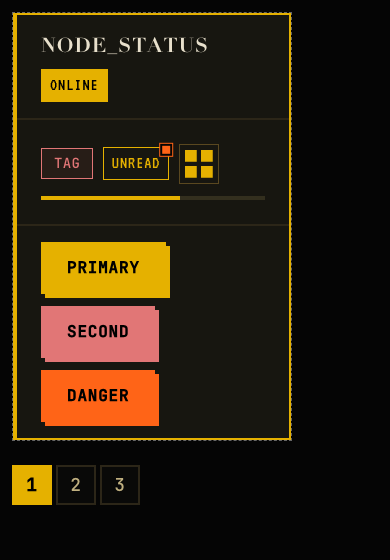 NODE_STATUS
ONLINE
TAG UNREAD
PRIMARY
SECOND
DANGER
1 2 3